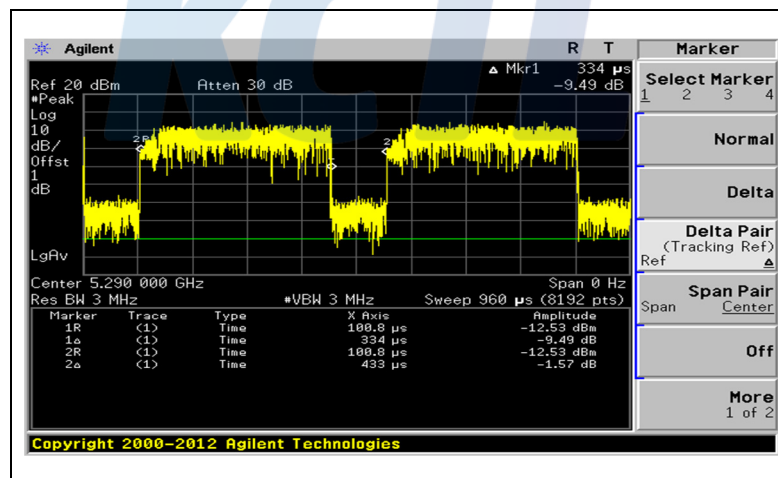 Agilent R T
Δ Mkr1 334 µs
Ref 20 dBm Atten 30 dB -9.49 dB
#Peak
Log
10
dB/
Offst
1
dB
LgAv
2R
2
Center 5.290 000 GHz Span 0 Hz
Res BW 3 MHz #VBW 3 MHz Sweep 960 µs (8192 pts)
Marker Trace Type X Axis Amplitude
1R (1) Time 100.8 µs -12.53 dBm
1Δ (1) Time 334 µs -9.49 dB
2R (1) Time 100.8 µs -12.53 dBm
2Δ (1) Time 433 µs -1.57 dB
Copyright 2000-2012 Agilent Technologies
Marker
Select Marker
1 2 3 4
Normal
Delta
Delta Pair
(Tracking Ref)
Ref Δ
Span Pair
Span Center
Off
More
1 of 2